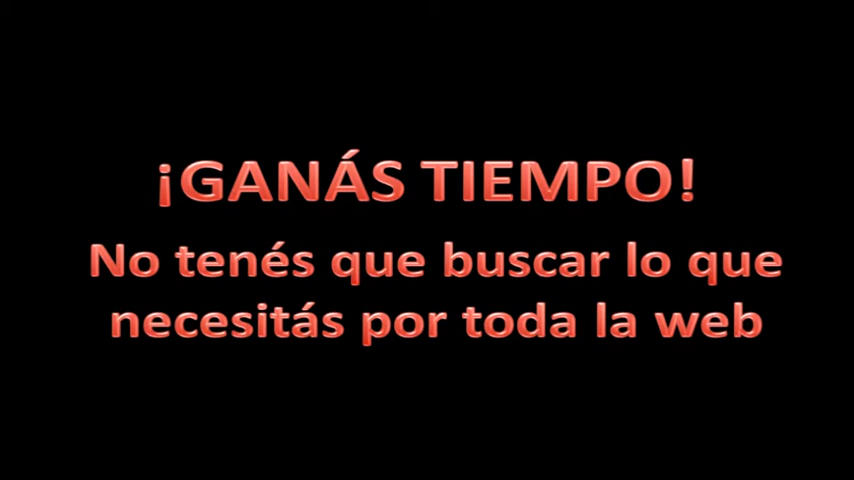 ¡GANÁS TIEMPO!
No tenés que buscar lo que
necesitás por toda la web